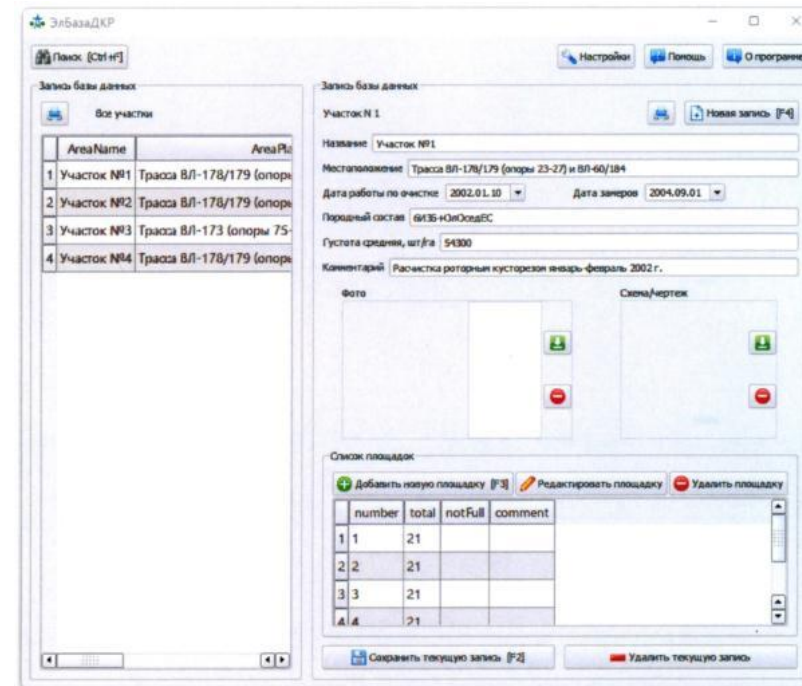 ЭлБазаДКР
Поиск [Ctrl+F]
Настройки
Помощь
О программе
Запись базы данных
Все участки
AreaName AreaPla
1 Участок №1 Трасса ВЛ-178/179 (опоры
2 Участок №2 Трасса ВЛ-178/179 (опоры
3 Участок №3 Трасса ВЛ-173 (опоры 75-
4 Участок №4 Трасса ВЛ-178/179 (опоры
Запись базы данных
Участок N 1
Новая запись [F4]
Название Участок №1
Местоположение Трасса ВЛ-178/179 (опоры 23-27) и ВЛ-60/184
Дата работы по очистке 2002.01.10 Дата замеров 2004.09.01
Породный состав 6Ив3Б+ОлОседЕС
Густота средняя, шт/га 54300
Комментарий Расчистка роторным кусторезом январь-февраль 2002 г.
Фото Схема/чертеж
Список площадок
Добавить новую площадку [F3] Редактировать площадку Удалить площадку
number total notFull comment
1 1 21
2 2 21
3 3 21
4 4 21
Сохранить текущую запись [F2] Удалить текущую запись